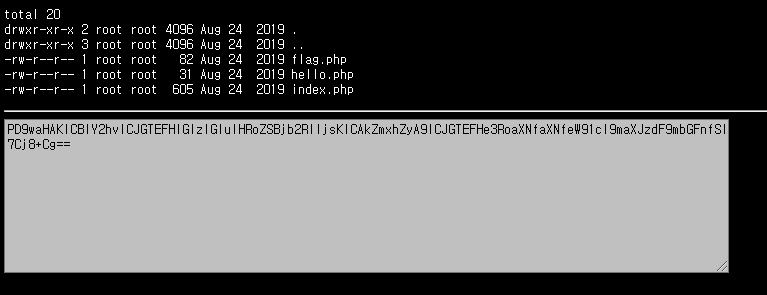 total 20
drwxr-xr-x 2 root root 4096 Aug 24 2019 .
drwxr-xr-x 3 root root 4096 Aug 24 2019 ..
-rw-r--r-- 1 root root 82 Aug 24 2019 flag.php
-rw-r--r-- 1 root root 31 Aug 24 2019 hello.php
-rw-r--r-- 1 root root 605 Aug 24 2019 index.php
PD9waHAKICBlY2hvICJGTEFHIGlzIGluIHRoZSBjb2RlIjsKICAkZmxhZyA9ICJGTEFHe3RoaXNfaXNfeW91cl9maXJzdF9mbGFnfSI
7Cj8+Cg==